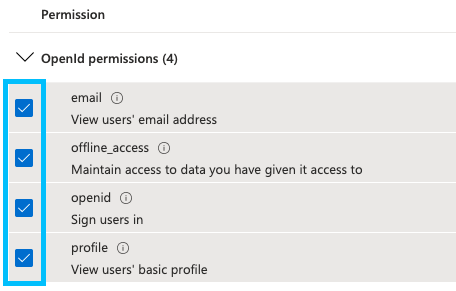 Permission
OpenId permissions (4)
email
View users' email address
offline_access
Maintain access to data you have given it access to
openid
Sign users in
profile
View users' basic profile